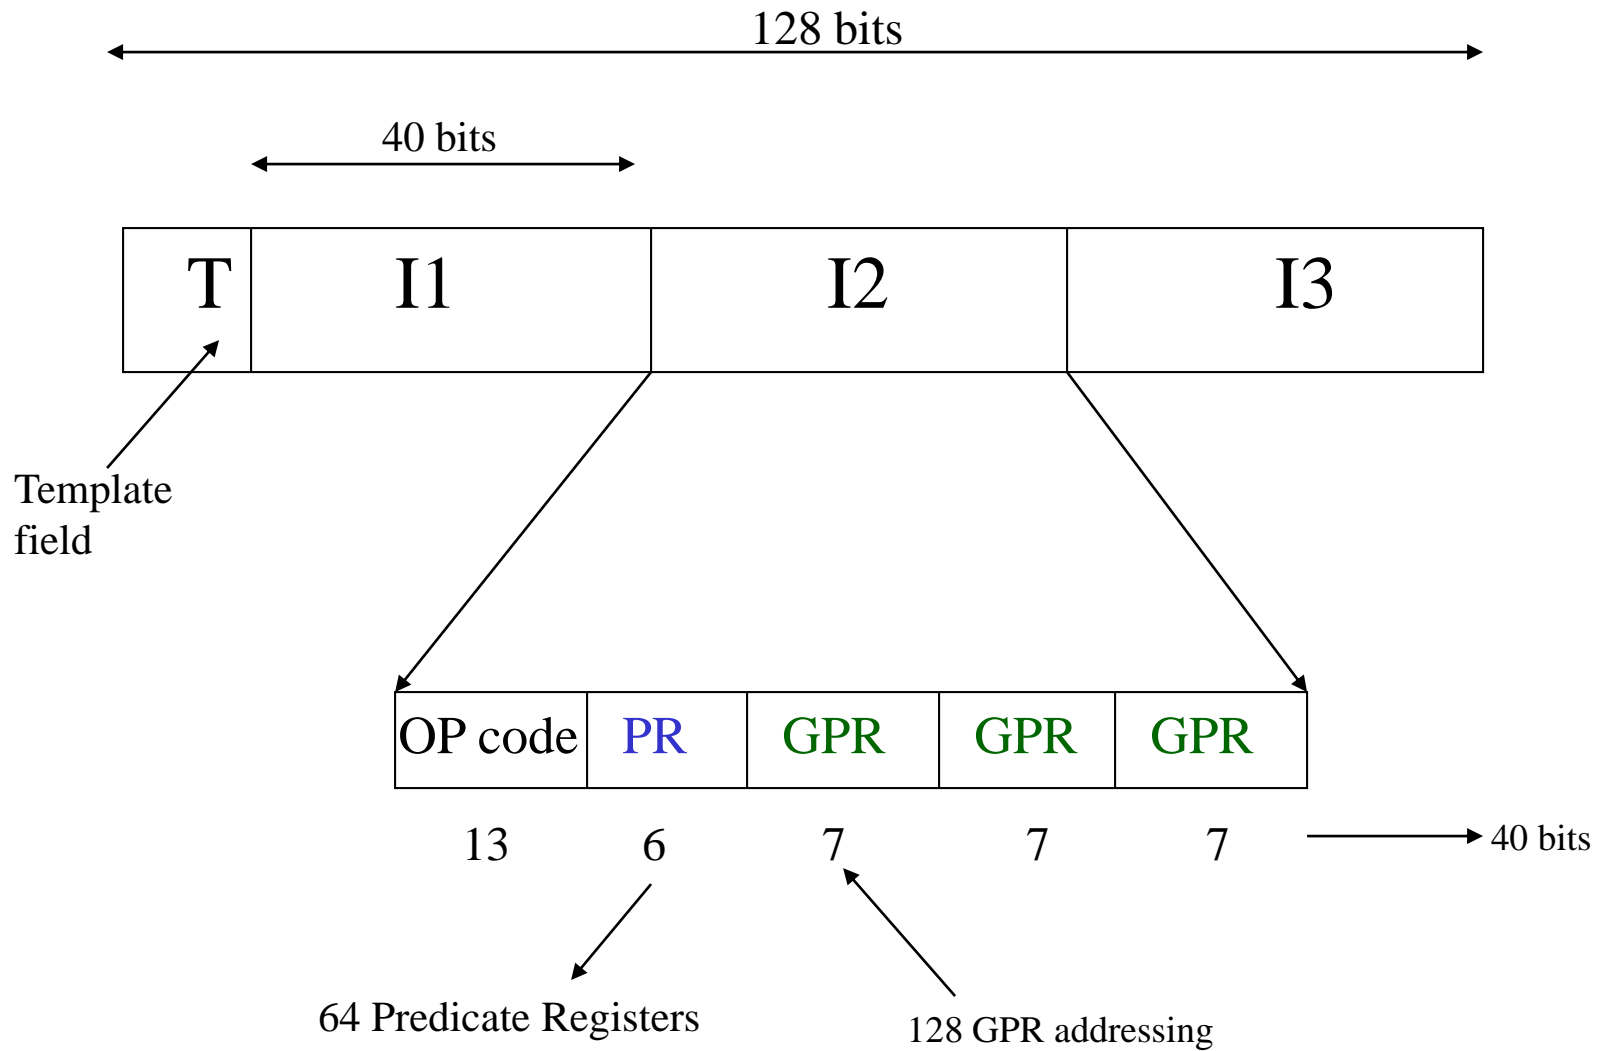 128 bits
40 bits
T
I1
I2
I3
Template
field
OP code
PR
GPR
GPR
GPR
13
6
7
7
7
40 bits
64 Predicate Registers
128 GPR addressing